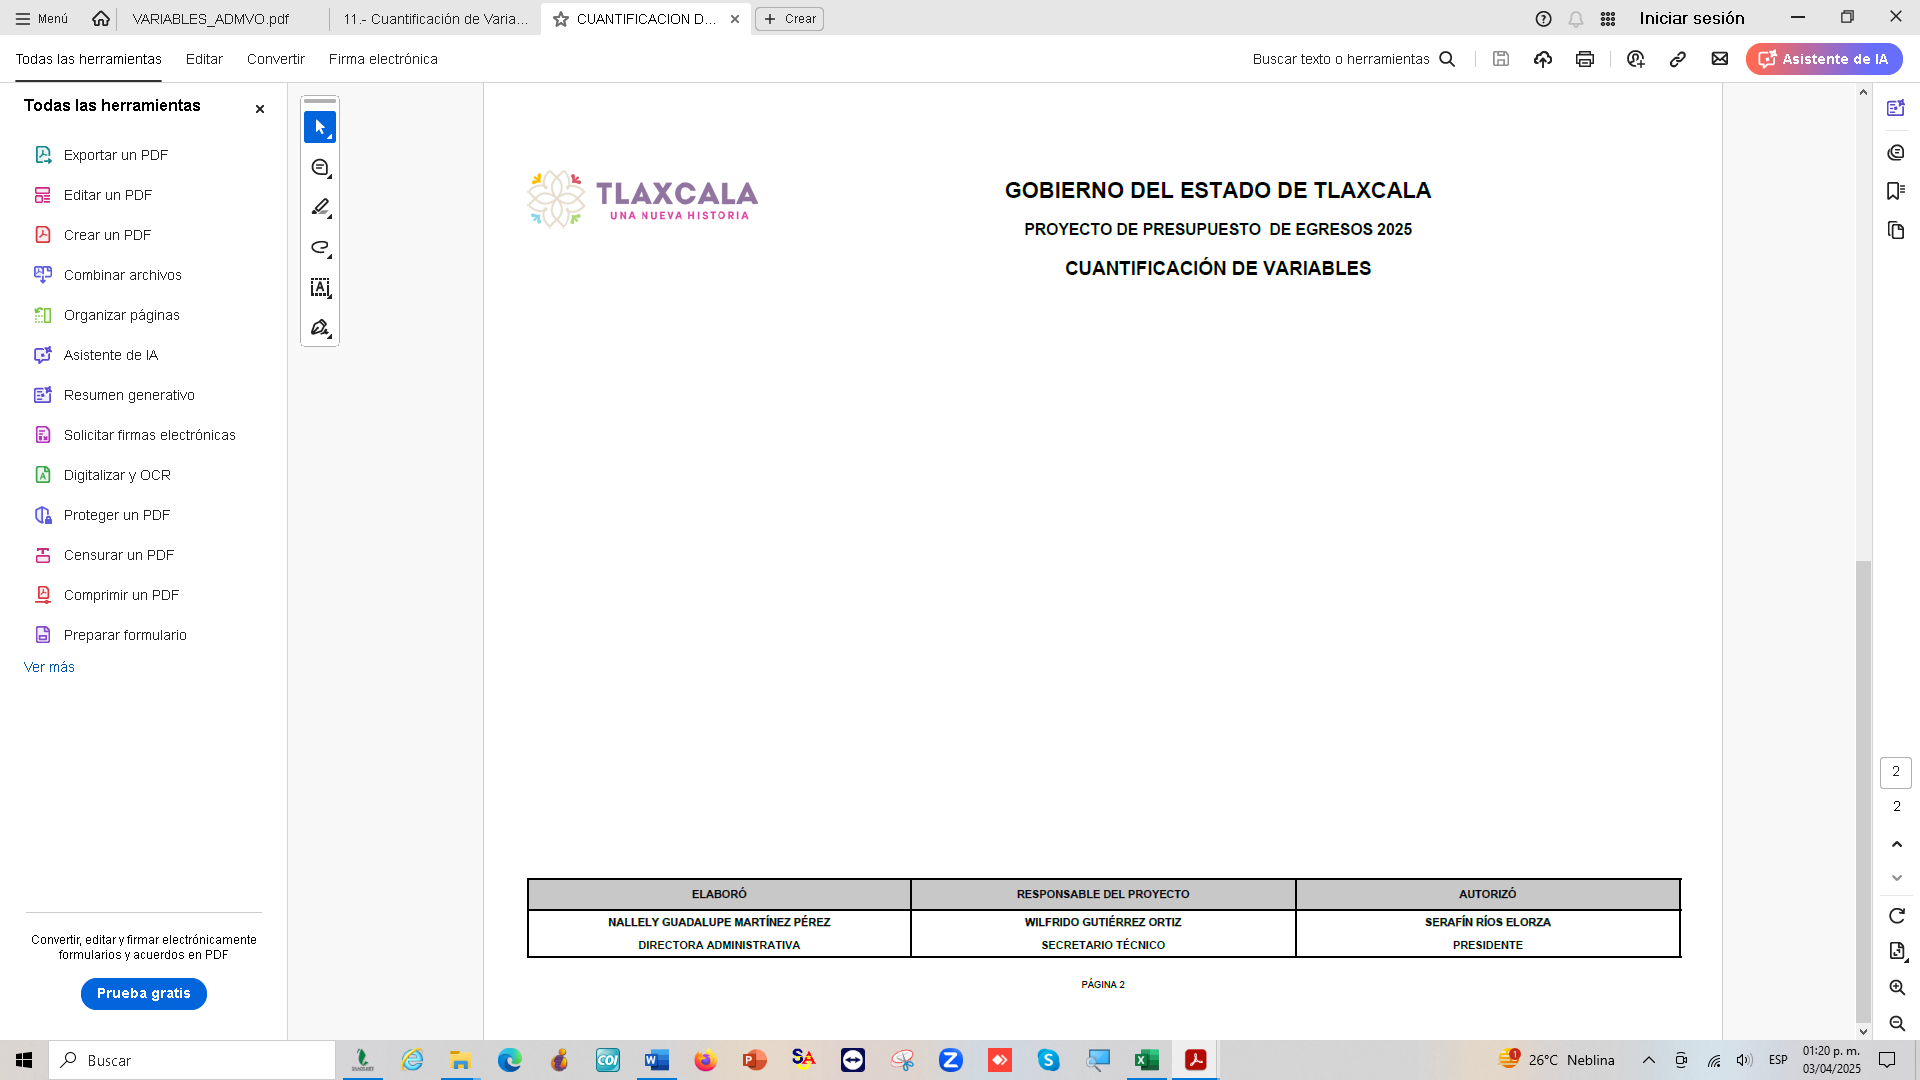 Menú
VARIABLES_ADMVO.pdf
11.- Cuantificación de Varia...
CUANTIFICACION D...
Crear
Iniciar sesión
Todas las herramientas
Editar
Convertir
Firma electrónica
Buscar texto o herramientas
Asistente de IA
Todas las herramientas
Exportar un PDF
Editar un PDF
Crear un PDF
Combinar archivos
Organizar páginas
Asistente de IA
Resumen generativo
Solicitar firmas electrónicas
Digitalizar y OCR
Proteger un PDF
Censurar un PDF
Comprimir un PDF
Preparar formulario
Ver más
Convertir, editar y firmar electrónicamente
formularios y acuerdos en PDF
Prueba gratis
TLAXCALA
UNA NUEVA HISTORIA
GOBIERNO DEL ESTADO DE TLAXCALA
PROYECTO DE PRESUPUESTO DE EGRESOS 2025
CUANTIFICACIÓN DE VARIABLES
ELABORÓ
RESPONSABLE DEL PROYECTO
AUTORIZÓ
NALLELY GUADALUPE MARTÍNEZ PÉREZ
WILFRIDO GUTIÉRREZ ORTIZ
SERAFÍN RÍOS ELORZA
DIRECTORA ADMINISTRATIVA
SECRETARIO TÉCNICO
PRESIDENTE
PÁGINA 2
2
2
Buscar
COI
SA
1
26°C Neblina
ESP
01:20 p. m.
03/04/2025